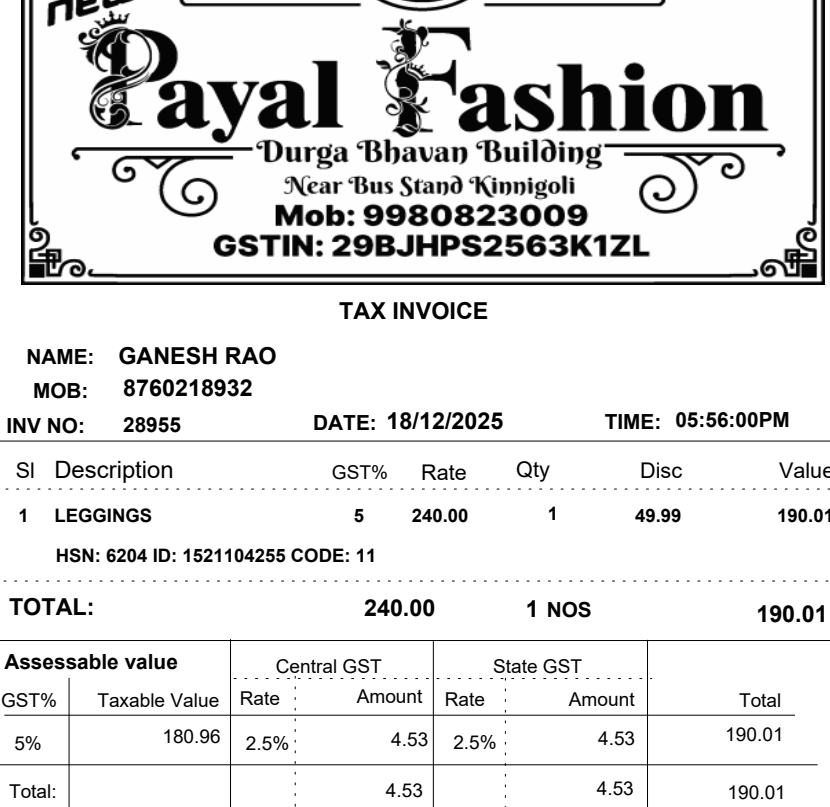 new
Payal Fashion
Durga Bhavan Building
Near Bus Stand Kinnigoli
Mob: 9980823009
GSTIN: 29BJHPS2563K1ZL
TAX INVOICE
NAME: GANESH RAO
MOB: 8760218932
INV NO: 28955 DATE: 18/12/2025 TIME: 05:56:00PM
Sl Description GST% Rate Qty Disc Value
1 LEGGINGS 5 240.00 1 49.99 190.01
HSN: 6204 ID: 1521104255 CODE: 11
TOTAL: 240.00 1 NOS 190.01
Assessable value Central GST State GST
GST% Taxable Value Rate Amount Rate Amount Total
5% 180.96 2.5% 4.53 2.5% 4.53 190.01
Total: 4.53 4.53 190.01